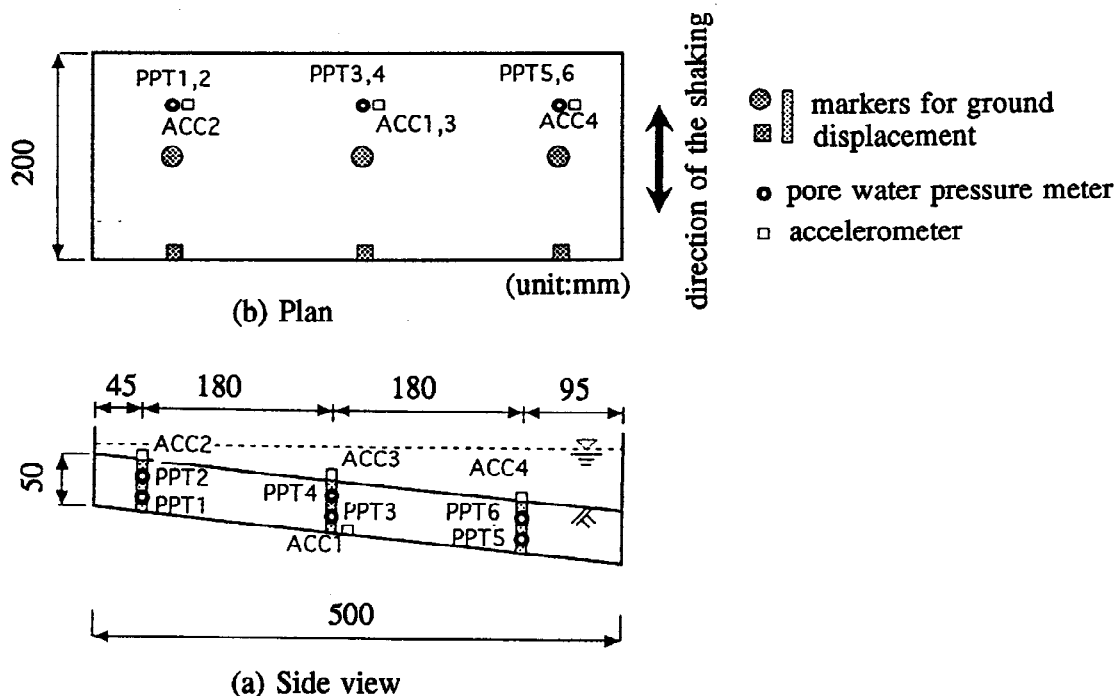 PPT1,2
PPT3,4
PPT5,6
ACC2
ACC1,3
ACC4
200
(unit:mm)
(b) Plan
direction of the shaking
markers for ground
displacement
pore water pressure meter
accelerometer
45
180
180
95
ACC2
ACC3
ACC4
50
PPT2
PPT4
PPT1
PPT3
PPT6
ACC1
PPT5
500
(a) Side view